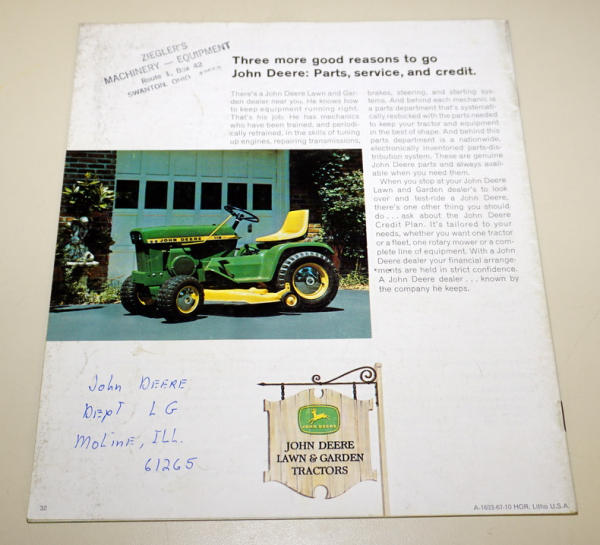 ZIEGLER'S
MACHINERY — EQUIPMENT
Route 1, Box 42
SWANTON, OHIO
Three more good reasons to go
John Deere: Parts, service, and credit.
There's a John Deere Lawn and Gar-
den dealer near you. He knows how
to keep equipment running right.
That's his job. He has mechanics
who have been trained, and periodi-
cally retrained, in the skills of tuning
up engines, repairing transmissions,
brakes, steering, and starting sys-
tems. And behind each mechanic is
a parts department that's systemati-
cally restocked with the parts needed
to keep your tractor and equipment
in the best of shape. And behind this
parts department is a nationwide,
electronically inventoried parts-dis-
tribution system. These are genuine
John Deere parts and always avail-
able when you need them.
When you stop at your John Deere
Lawn and Garden dealer's to look
over and test-ride a John Deere,
there's one other thing you should
do . . . ask about the John Deere
Credit Plan. It's tailored to your
needs, whether you want one tractor
or a fleet, one rotary mower or a com-
plete line of equipment. With a John
Deere dealer your financial arrange-
ments are held in strict confidence.
A John Deere dealer . . . known by
the company he keeps.
JOHN DEERE
John DEERE
DEPT LG
MoLinE, ILL.
61265
JOHN DEERE
JOHN DEERE
LAWN & GARDEN
TRACTORS
32
A-1633-67-10 HOR. Litho U.S.A.